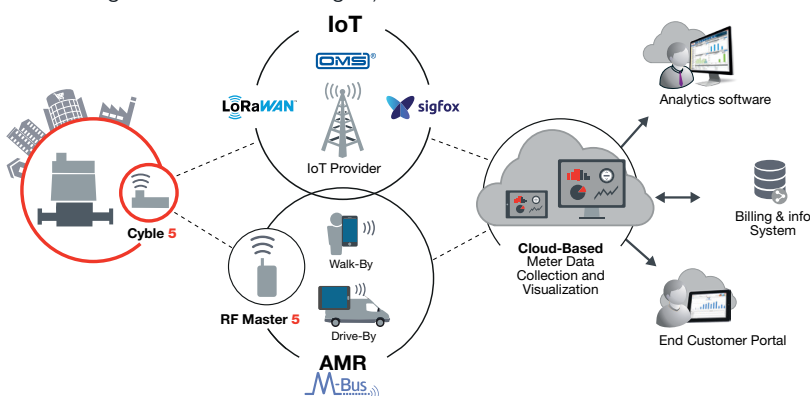 IoT
OMS®
LoRaWAN™
sigfox
IoT Provider
Cyble 5
Walk-By
RF Master 5
Drive-By
AMR
M-Bus
Cloud-Based
Meter Data
Collection and
Visualization
Analytics software
Billing & info
System
End Customer Portal